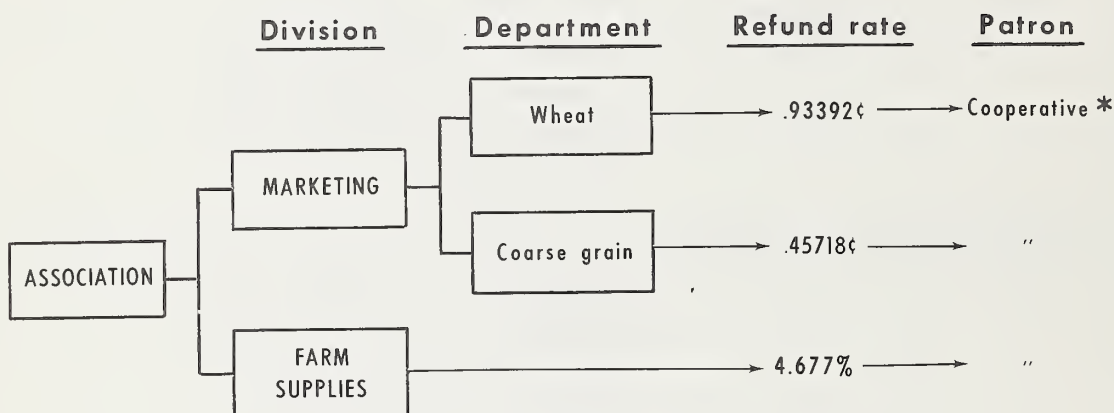 Division Department Refund rate Patron
Wheat .93392¢ Cooperative *
MARKETING
Coarse grain .45718¢ "
ASSOCIATION
FARM
SUPPLIES
4.677% "